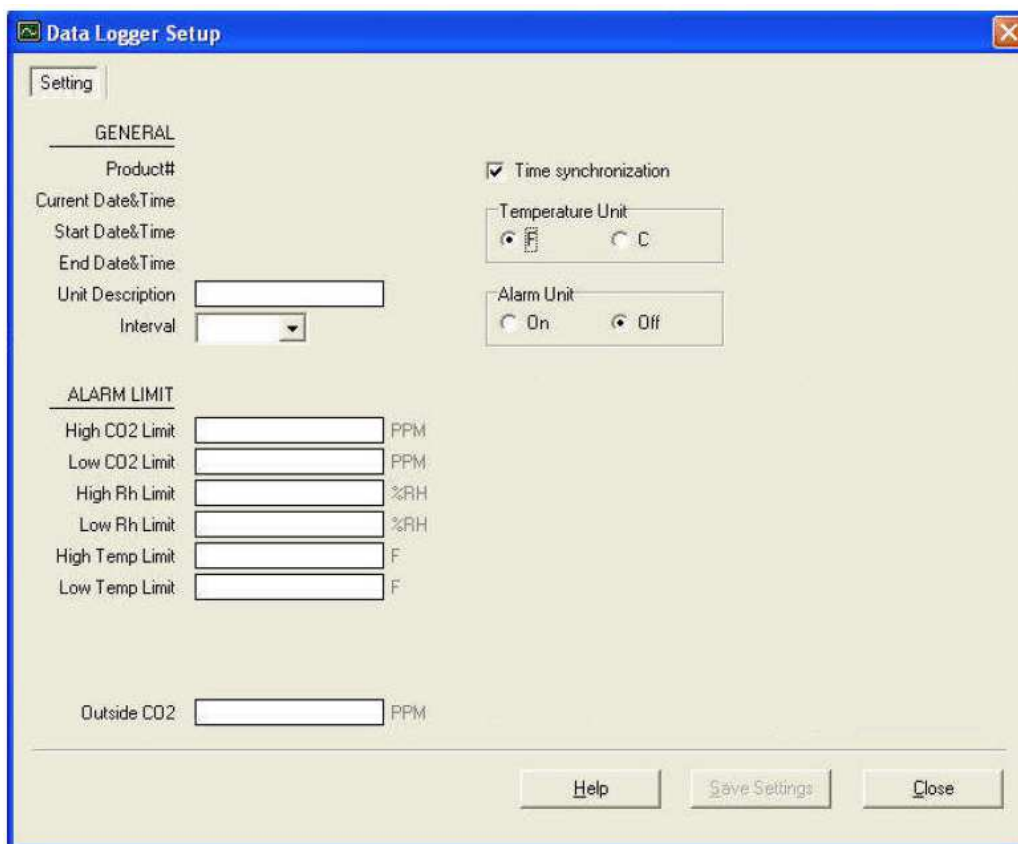 Data Logger Setup
Setting
GENERAL
Product#
Current Date&Time
Start Date&Time
End Date&Time
Unit Description
Interval
Time synchronization
Temperature Unit
F C
Alarm Unit
On Off
ALARM LIMIT
High CO2 Limit PPM
Low CO2 Limit PPM
High Rh Limit %RH
Low Rh Limit %RH
High Temp Limit F
Low Temp Limit F
Outside CO2 PPM
Help Save Settings Close